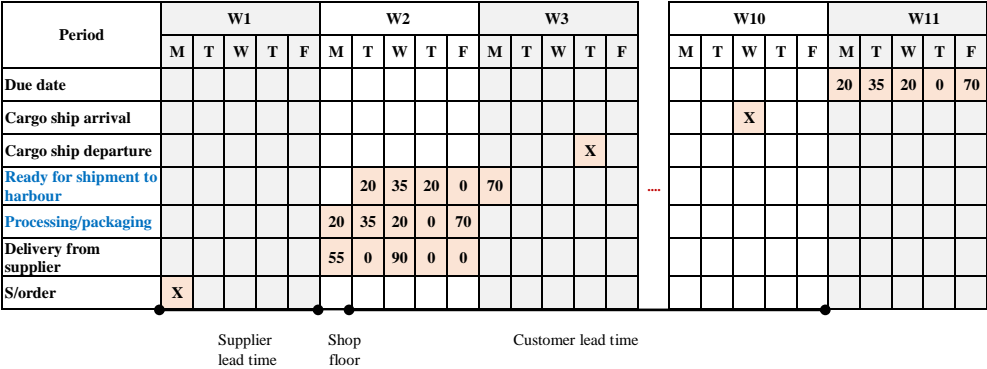 Period W1 W2 W3 W10 W11
M T W T F M T W T F M T W T F M T W T F M T W T F
Due date 20 35 20 0 70
Cargo ship arrival X
Cargo ship departure X
Ready for shipment to
harbour 20 35 20 0 70 ....
Processing/packaging 20 35 20 0 70
Delivery from
supplier 55 0 90 0 0
S/order X
Supplier Shop Customer lead time
lead time floor